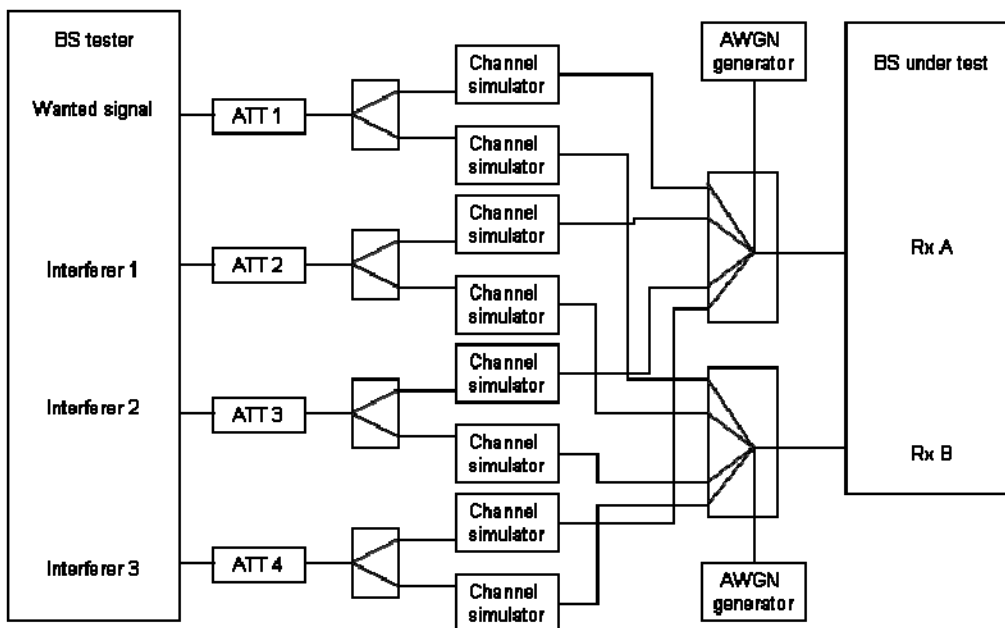 BS tester
Wanted signal
Interferer 1
Interferer 2
Interferer 3
ATT 1
ATT 2
ATT 3
ATT 4
Channel
simulator
Channel
simulator
Channel
simulator
Channel
simulator
Channel
simulator
Channel
simulator
Channel
simulator
Channel
simulator
AWGN
generator
AWGN
generator
BS under test
Rx A
Rx B